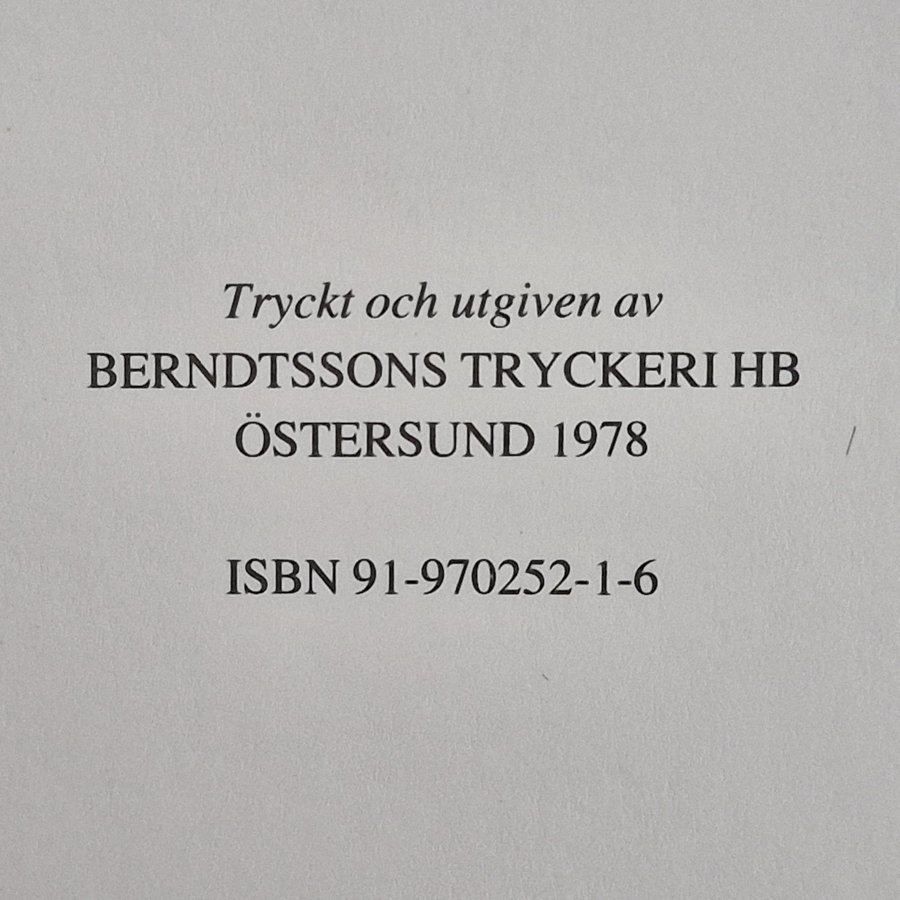 Tryckt och utgiven av
BERNDTSSONS TRYCKERI HB
ÖSTERSUND 1978
ISBN 91-970252-1-6